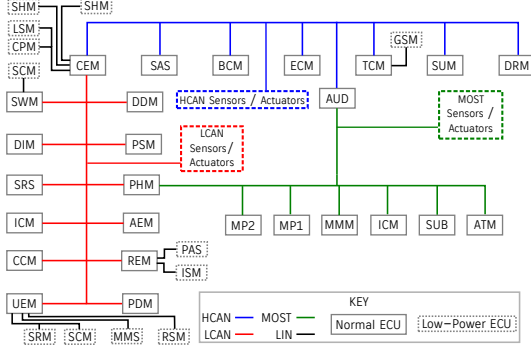 SHM
SHM
LSM
CPM
GSM
CEM
SAS
BCM
ECM
TCM
SUM
DRM
SCM
SWM
DDM
HCAN Sensors / Actuators
AUD
MOST
Sensors /
Actuators
LCAN
Sensors/
Actuators
DIM
PSM
SRS
PHM
ICM
AEM
MP2
MP1
MMM
ICM
SUB
ATM
CCM
REM
PAS
ISM
UEM
PDM
SRM
SCM
MMS
RSM
KEY
HCAN
MOST
LCAN
LIN
Normal ECU
Low-Power ECU